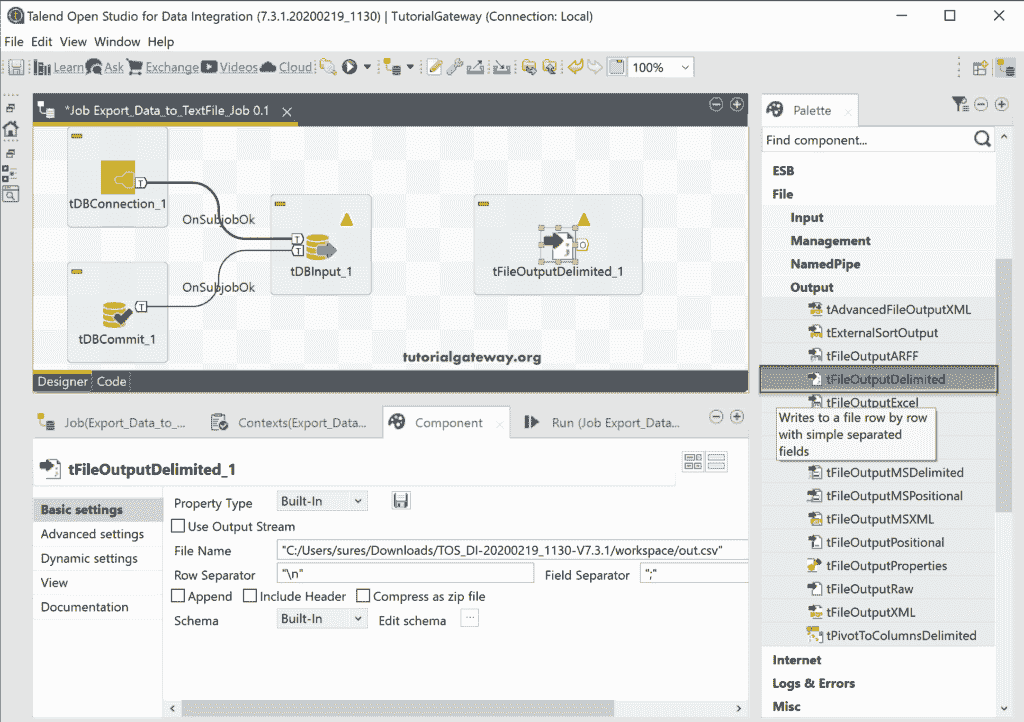 Talend Open Studio for Data Integration (7.3.1.20200219_1130) | TutorialGateway (Connection: Local)
File Edit View Window Help
Learn Ask Exchange Videos Cloud 100%
*Job Export_Data_to_TextFile_Job 0.1
tDBConnection_1
OnSubjobOk
tDBInput_1
OnSubjobOk
tDBCommit_1
tFileOutputDelimited_1
tutorialgateway.org
Designer Code
Palette
Find component...
ESB
File
Input
Management
NamedPipe
Output
tAdvancedFileOutputXML
tExternalSortOutput
tFileOutputARFF
tFileOutputDelimited
tFileOutputExcel
Writes to a file row by row
with simple separated
fields
tFileOutputMSDelimited
tFileOutputMSPositional
tFileOutputMSXML
tFileOutputPositional
tFileOutputProperties
tFileOutputRaw
tFileOutputXML
tPivotToColumnsDelimited
Internet
Logs & Errors
Misc
Job(Export_Data_to_... Contexts(Export_Data... Component Run (Job Export_Data...
tFileOutputDelimited_1
Basic settings
Advanced settings
Dynamic settings
View
Documentation
Property Type Built-In
Use Output Stream
File Name "C:/Users/sures/Downloads/TOS_DI-20200219_1130-V7.3.1/workspace/out.csv"
Row Separator "\n" Field Separator ";"
Append Include Header Compress as zip file
Schema Built-In Edit schema ...